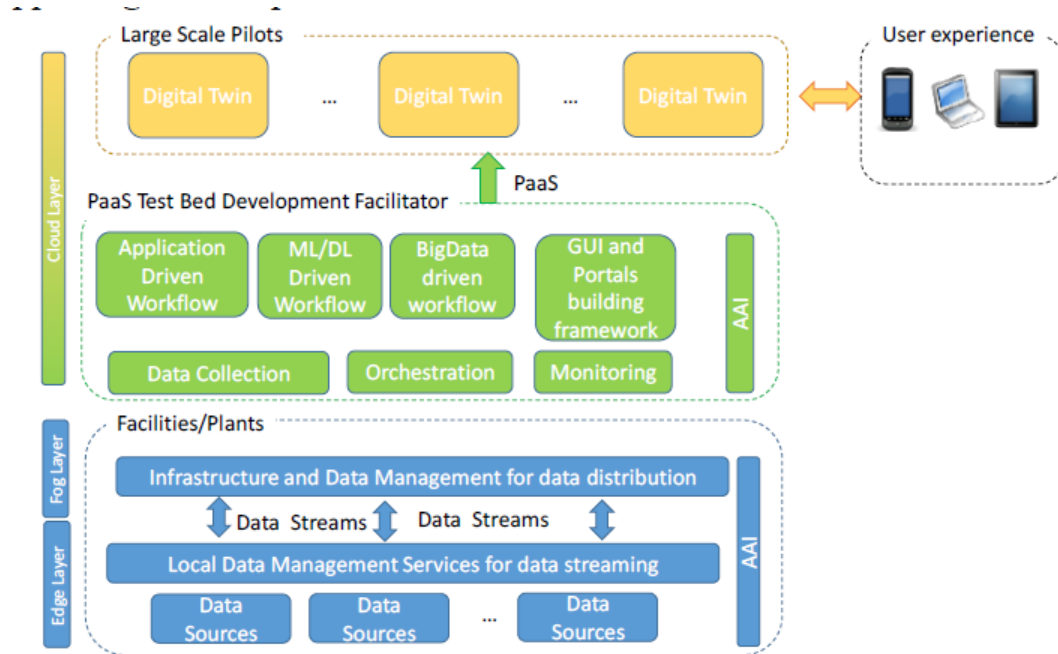 Large Scale Pilots
User experience
Digital Twin
...
Digital Twin
...
Digital Twin
PaaS
Cloud Layer
PaaS Test Bed Development Facilitator
Application
Driven
Workflow
ML/DL
Driven
Workflow
BigData
driven
workflow
GUI and
Portals
building
framework
AAI
Data Collection
Orchestration
Monitoring
Facilities/Plants
Fog Layer
Infrastructure and Data Management for data distribution
Data Streams
Data Streams
AAI
Edge Layer
Local Data Management Services for data streaming
Data
Sources
Data
Sources
...
Data
Sources